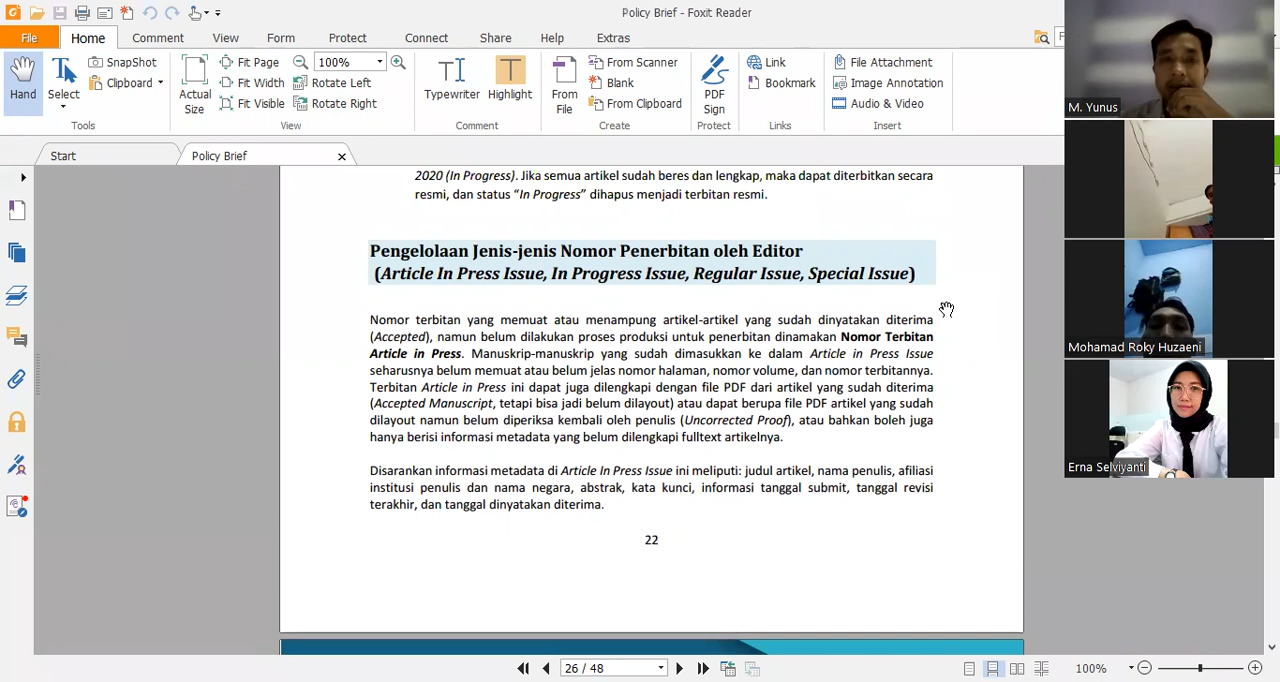 Policy Brief - Foxit Reader
File Home Comment View Form Protect Connect Share Help Extras
Hand
Select
SnapShot
Clipboard
Tools
Actual Size
Fit Page
Fit Width
Fit Visible
100%
Rotate Left
Rotate Right
View
Typewriter
Highlight
Comment
From File
From Scanner
Blank
From Clipboard
Create
PDF Sign
Protect
Link
Bookmark
Links
File Attachment
Image Annotation
Audio & Video
Insert
Start
Policy Brief
2020 (In Progress). Jika semua artikel sudah beres dan lengkap, maka dapat diterbitkan secara
resmi, dan status “In Progress” dihapus menjadi terbitan resmi.
Pengelolaan Jenis-jenis Nomor Penerbitan oleh Editor
(Article In Press Issue, In Progress Issue, Regular Issue, Special Issue)
Nomor terbitan yang memuat atau menampung artikel-artikel yang sudah dinyatakan diterima
(Accepted), namun belum dilakukan proses produksi untuk penerbitan dinamakan Nomor Terbitan
Article in Press. Manuskrip-manuskrip yang sudah dimasukkan ke dalam Article in Press Issue
seharusnya belum memuat atau belum jelas nomor halaman, nomor volume, dan nomor terbitannya.
Terbitan Article in Press ini dapat juga dilengkapi dengan file PDF dari artikel yang sudah diterima
(Accepted Manuscript, tetapi bisa jadi belum dilayout) atau dapat berupa file PDF artikel yang sudah
dilayout namun belum diperiksa kembali oleh penulis (Uncorrected Proof), atau bahkan boleh juga
hanya berisi informasi metadata yang belum dilengkapi fulltext artikelnya.
Disarankan informasi metadata di Article In Press Issue ini meliputi: judul artikel, nama penulis, afiliasi
institusi penulis dan nama negara, abstrak, kata kunci, informasi tanggal submit, tanggal revisi
terakhir, dan tanggal dinyatakan diterima.
22
26 / 48
100%
M. Yunus
Mohamad Roky Huzaeni
Erna Selviyanti